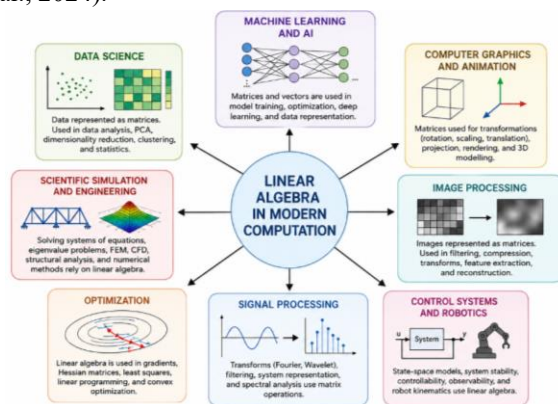 2024).
MACHINE LEARNING
AND AI
Matrices and vectors are used in
model training, optimization, deep
learning, and data representation.
DATA SCIENCE
Data represented as matrices.
Used in data analysis, PCA,
dimensionality reduction, clustering,
and statistics.
COMPUTER GRAPHICS
AND ANIMATION
Matrices used for transformations
(rotation, scaling, translation),
projection, rendering, and 3D
modelling.
SCIENTIFIC SIMULATION
AND ENGINEERING
Solving systems of equations,
eigenvalue problems, FEM, CFD,
structural analysis, and numerical
methods rely on linear algebra.
LINEAR
ALGEBRA
IN MODERN
COMPUTATION
IMAGE PROCESSING
Images represented as matrices.
Used in filtering, compression,
transforms, feature extraction,
and reconstruction.
OPTIMIZATION
Linear algebra is used in gradients,
Hessian matrices, least squares,
linear programming, and convex
optimization.
SIGNAL PROCESSING
Transforms (Fourier, Wavelet),
filtering, system representation,
and spectral analysis use matrix
operations.
CONTROL SYSTEMS
AND ROBOTICS
u System y
State-space models, system stability,
controllability, observability, and
robot kinematics use linear algebra.